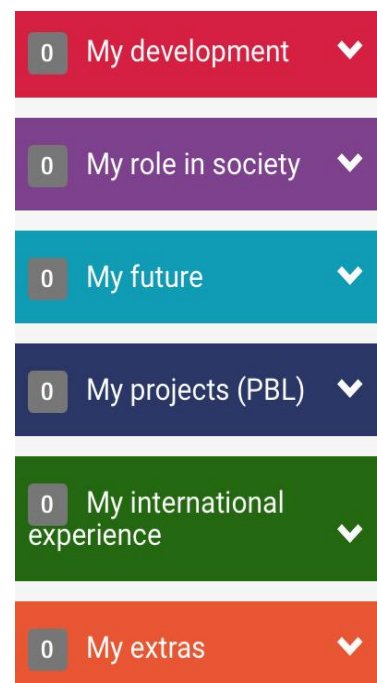 0 My development
0 My role in society
0 My future
0 My projects (PBL)
0 My international
experience
0 My extras